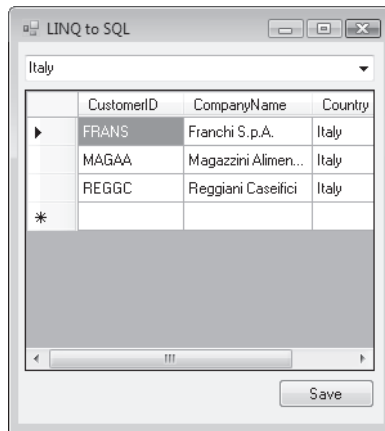 LINQ to SQL
Italy
CustomerID CompanyName Country
FRANS Franchi S.p.A. Italy
MAGAA Magazzini Alimen... Italy
REGGC Reggiani Caseifici Italy
Save